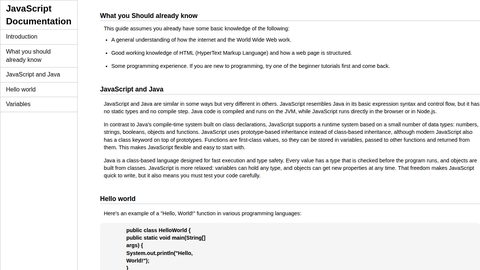 JavaScript
Documentation
Introduction
What you should
already know
JavaScript and Java
Hello world
Variables
What you Should already know
This guide assumes you already have some basic knowledge of the following:
• A general understanding of how the internet and the World Wide Web work.
• Good working knowledge of HTML (HyperText Markup Language) and how a web page is structured.
• Some programming experience. If you are new to programming, try one of the beginner tutorials first and come back.
JavaScript and Java
JavaScript and Java are similar in some ways but very different in others. JavaScript resembles Java in its basic expression syntax and control flow, but it has
no static types and no compile step. Java code is compiled and runs on the JVM, while JavaScript runs directly in the browser or in Node.js.
In contrast to Java's compile-time system built on class declarations, JavaScript supports a runtime system based on a small number of data types: numbers,
strings, booleans, objects and functions. JavaScript uses prototype-based inheritance instead of class-based inheritance, although modern JavaScript also
has a class keyword on top of prototypes. Functions are first-class values, so they can be stored in variables, passed to other functions and returned from
them. This makes JavaScript flexible and easy to start with.
Java is a class-based language designed for fast execution and type safety. Every value has a type that is checked before the program runs, and objects are
built from classes. JavaScript is more relaxed: variables can hold any type, and objects can get new properties at any time. That freedom makes JavaScript
quick to write, but it also means you must test your code carefully.
Hello world
Here's an example of a "Hello, World!" function in various programming languages:
public class HelloWorld {
public static void main(String[]
args) {
System.out.println("Hello,
World!");
}